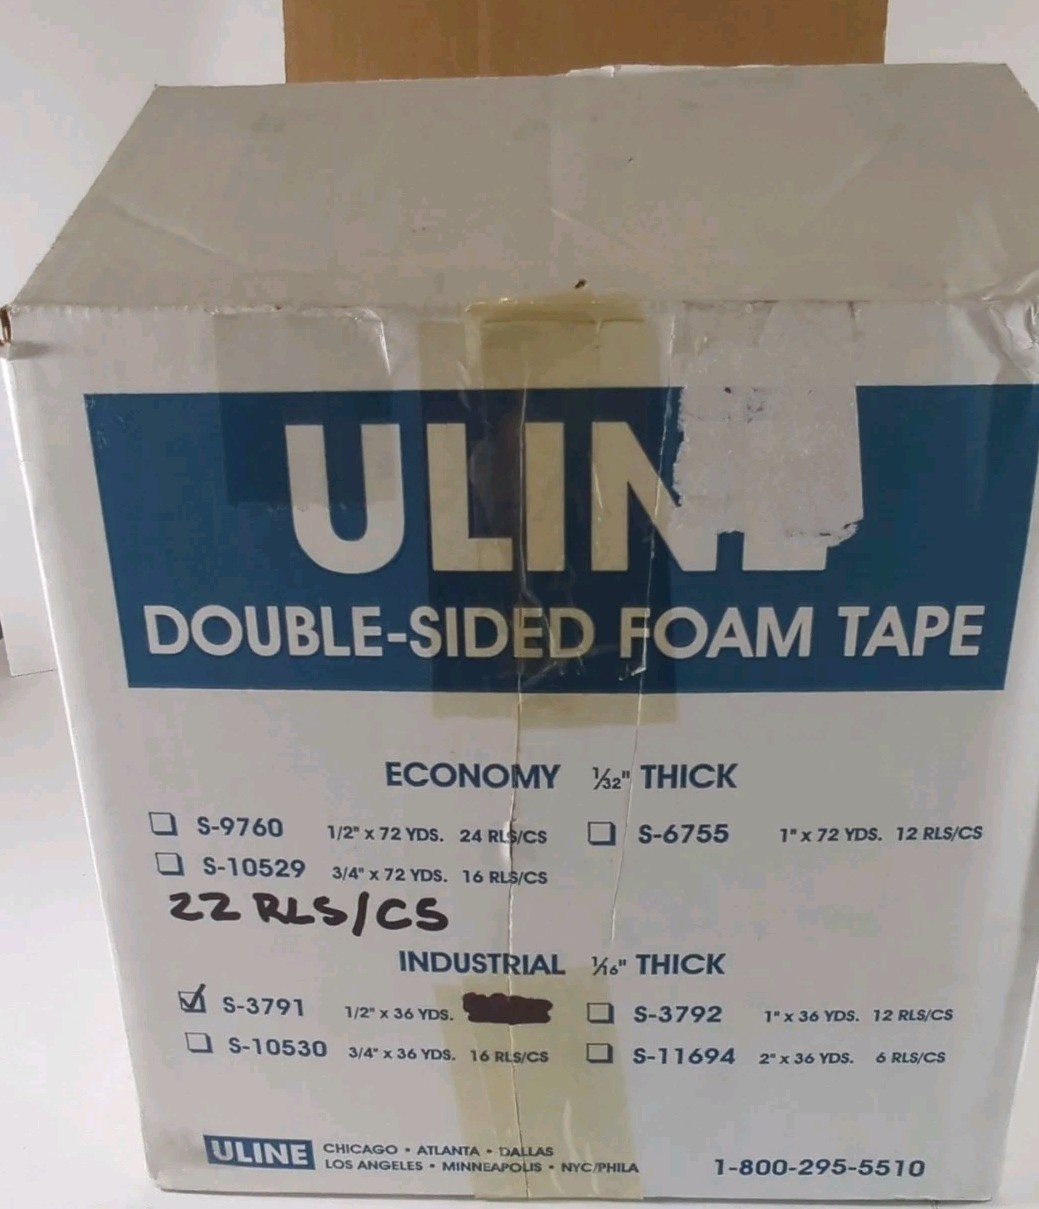 ULINE
DOUBLE-SIDED FOAM TAPE
ECONOMY 1/32" THICK
S-9760 1/2" x 72 YDS. 24 RLS/CS S-6755 1" x 72 YDS. 12 RLS/CS
S-10529 3/4" x 72 YDS. 16 RLS/CS
22 RLS/CS
INDUSTRIAL 1/16" THICK
S-3791 1/2" x 36 YDS. S-3792 1" x 36 YDS. 12 RLS/CS
S-10530 3/4" x 36 YDS. 16 RLS/CS S-11694 2" x 36 YDS. 6 RLS/CS
ULINE CHICAGO • ATLANTA • DALLAS
LOS ANGELES • MINNEAPOLIS • NYC/PHILA 1-800-295-5510